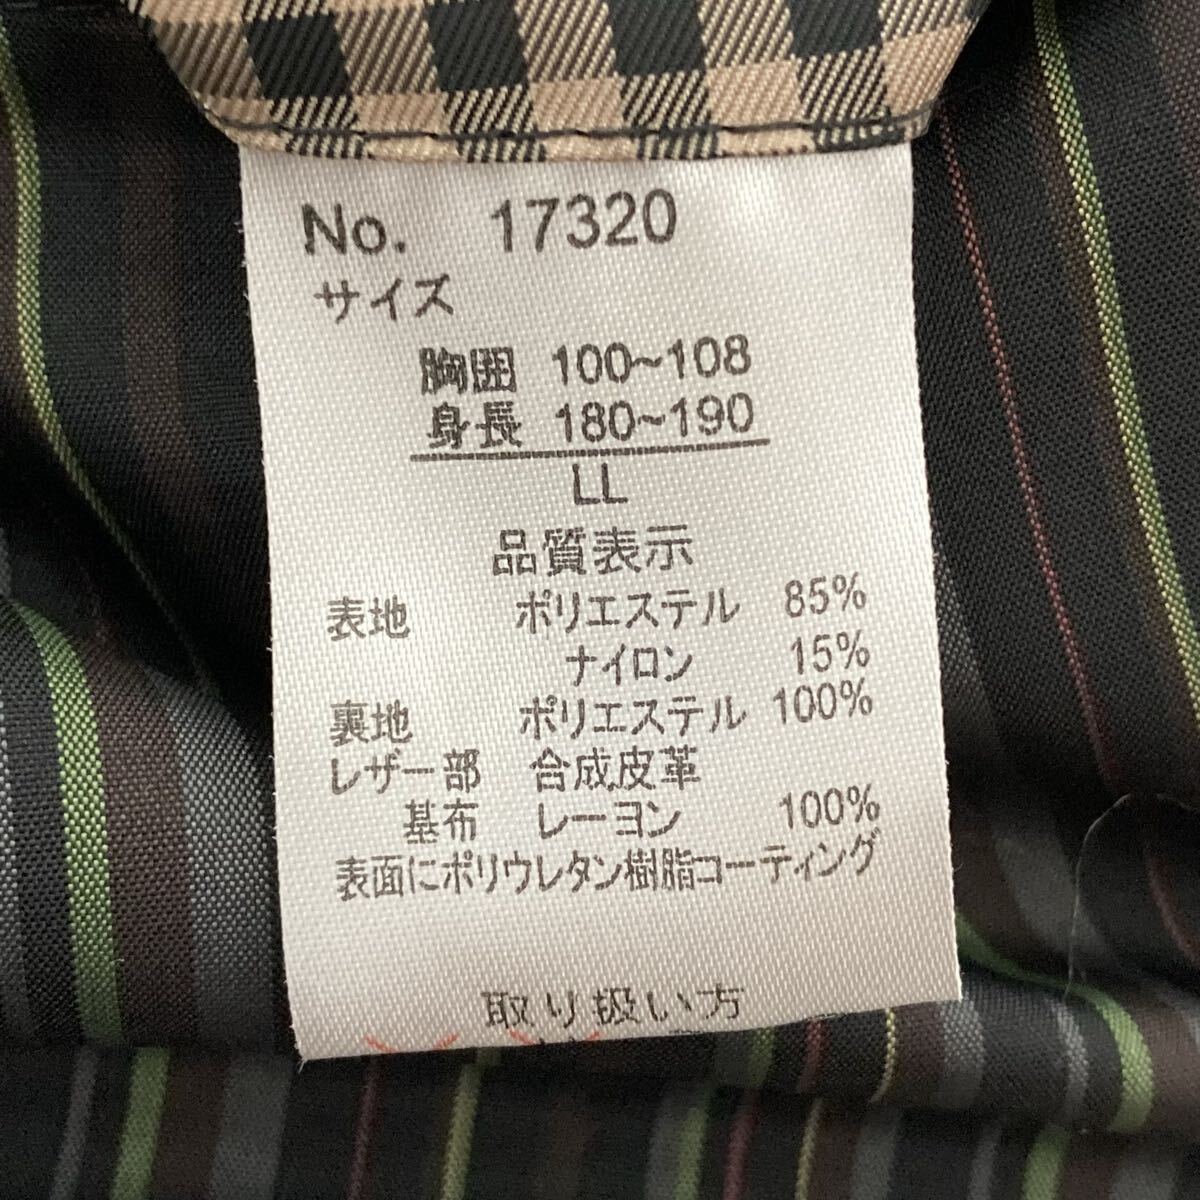 No. 17320
サイズ
胸囲 100~108
身長 180~190
LL
品質表示
表地 ポリエステル 85%
ナイロン 15%
裏地 ポリエステル 100%
レザー部 合成皮革
基布 レーヨン 100%
表面にポリウレタン樹脂コーティング
取り扱い方